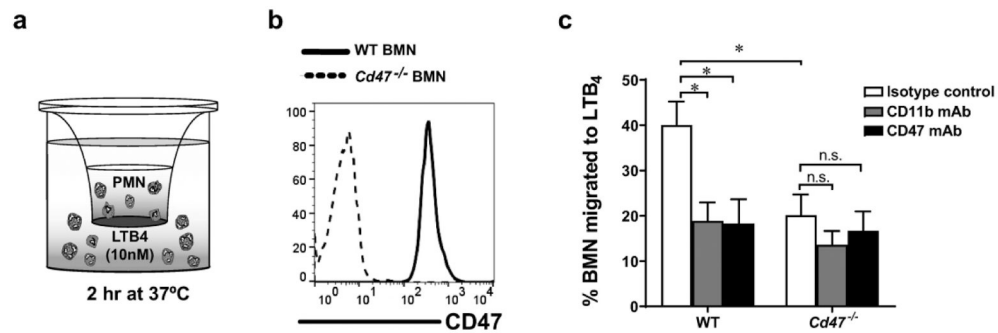 a
PMN
LTB4
(10nM)
2 hr at 37ºC
b
WT BMN
Cd47-/- BMN
100
80
60
40
20
0
10⁰ 10¹ 10² 10³ 10⁴
CD47
c
% BMN migrated to LTB₄
50
40
30
20
10
0
* 
*
*
n.s.
n.s.
Isotype control
CD11b mAb
CD47 mAb
WT Cd47-/-